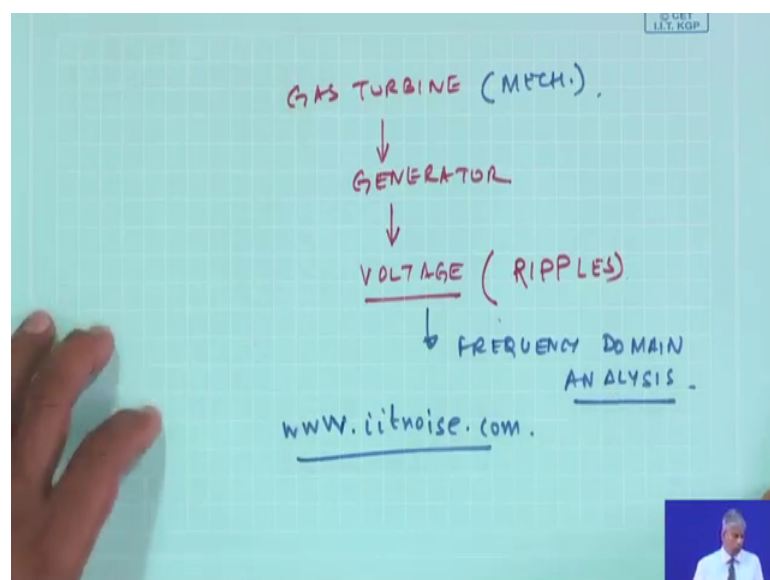 © CET
I.I.T. KGP
GAS TURBINE (MECH.).
GENERATOR
VOLTAGE (RIPPLES)
FREQUENCY DOMAIN
ANALYSIS.
www.iitnoise.com.